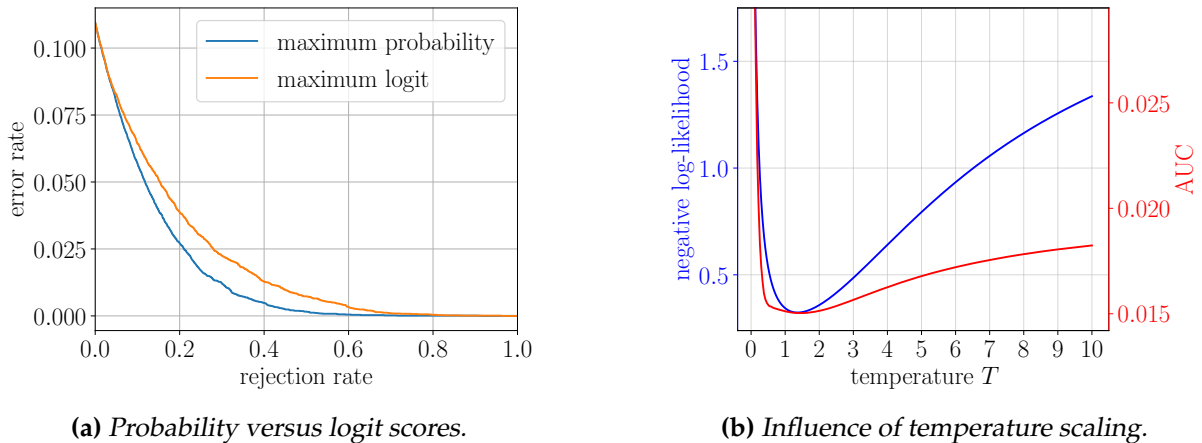 maximum probability
maximum logit
0.100
0.075
0.050
0.025
0.000
error rate
0.0 0.2 0.4 0.6 0.8 1.0
rejection rate
(a) Probability versus logit scores.
1.5
1.0
0.5
negative log-likelihood
0.025
0.020
0.015
AUC
0 1 2 3 4 5 6 7 8 9 10
temperature T
(b) Influence of temperature scaling.